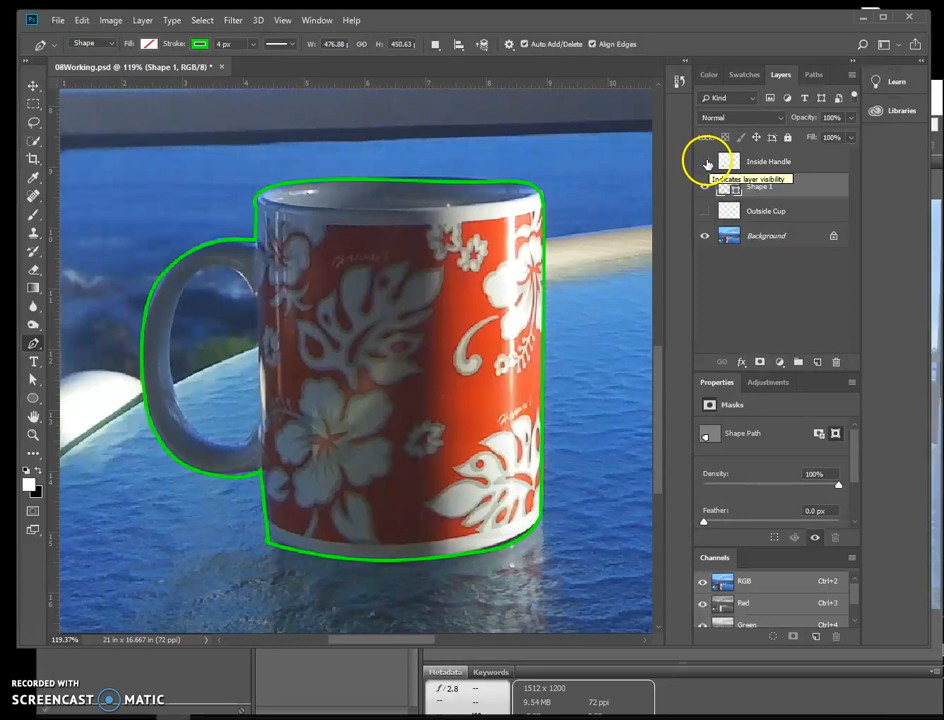 Ps File Edit Image Layer Type Select Filter 3D View Window Help
Shape Fill: Stroke: 4 px W: 476.88 H: 450.63 Auto Add/Delete Align Edges
08Working.psd @ 119% (Shape 1, RGB/8) * ×
Color Swatches Layers Paths
Learn
Libraries
Kind
Normal Opacity: 100%
Fill: 100%
Inside Handle
Indicates layer visibility
Shape 1
Outside Cup
Background
fx
Properties Adjustments
Masks
Shape Path
Density: 100%
Feather: 0.0 px
Channels
RGB Ctrl+2
Red Ctrl+3
Green Ctrl+4
119.37% 21 in x 16.667 in (72 ppi)
Metadata Keywords
f/2.8 --
-- --
1512 x 1200
9.54 MB 72 ppi
RECORDED WITH
SCREENCAST MATIC